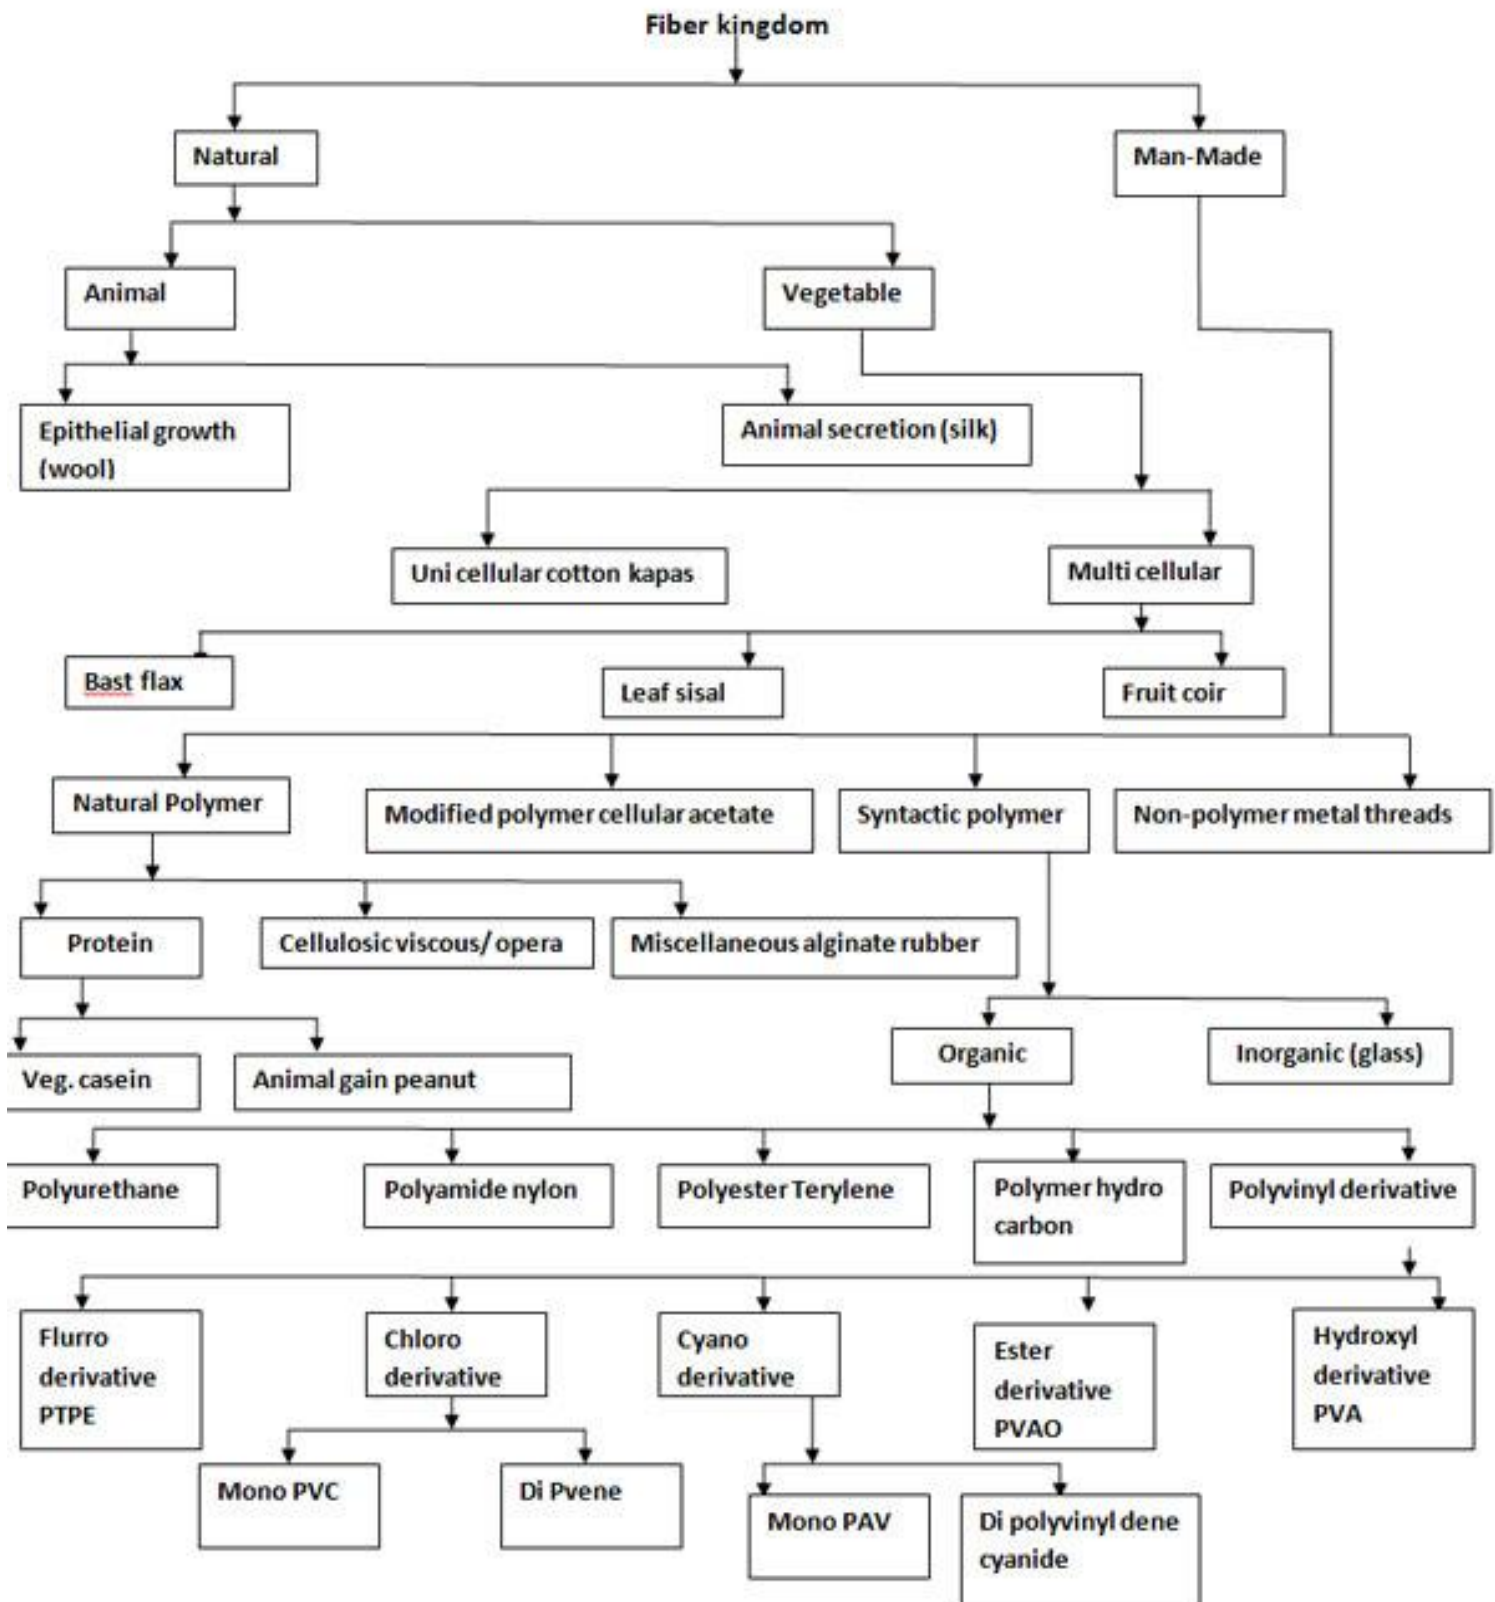 Fiber kingdom
Natural
Man-Made
Animal
Vegetable
Epithelial growth
(wool)
Animal secretion (silk)
Uni cellular cotton kapas
Multi cellular
Bast flax
Leaf sisal
Fruit coir
Natural Polymer
Modified polymer cellular acetate
Syntactic polymer
Non-polymer metal threads
Protein
Cellulosic viscous/ opera
Miscellaneous alginate rubber
Organic
Inorganic (glass)
Veg. casein
Animal gain peanut
Polyurethane
Polyamide nylon
Polyester Terylene
Polymer hydro
carbon
Polyvinyl derivative
Flurro
derivative
PTPE
Chloro
derivative
Cyano
derivative
Ester
derivative
PVAO
Hydroxyl
derivative
PVA
Mono PVC
Di Pvene
Mono PAV
Di polyvinyl dene
cyanide